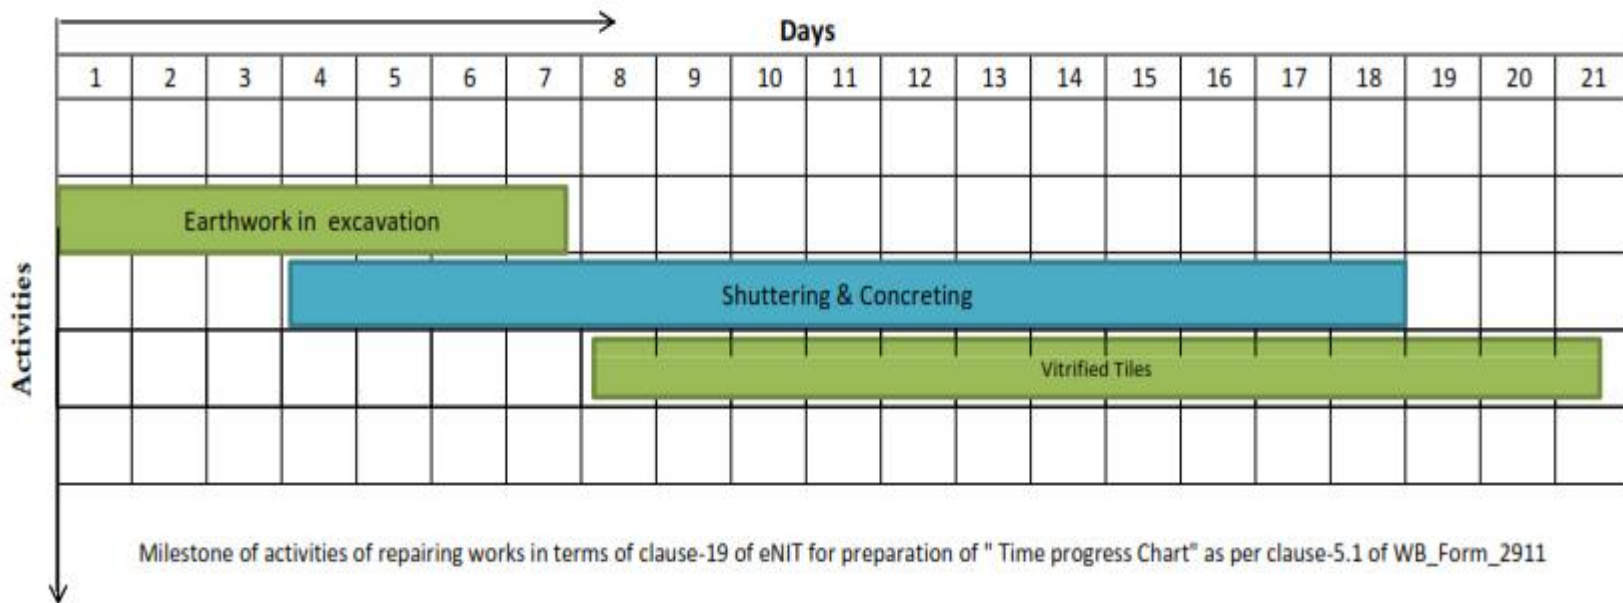 Days
1 2 3 4 5 6 7 8 9 10 11 12 13 14 15 16 17 18 19 20 21
Activities
Earthwork in excavation
Shuttering & Concreting
Vitrified Tiles
Milestone of activities of repairing works in terms of clause-19 of eNIT for preparation of " Time progress Chart" as per clause-5.1 of WB_Form_2911